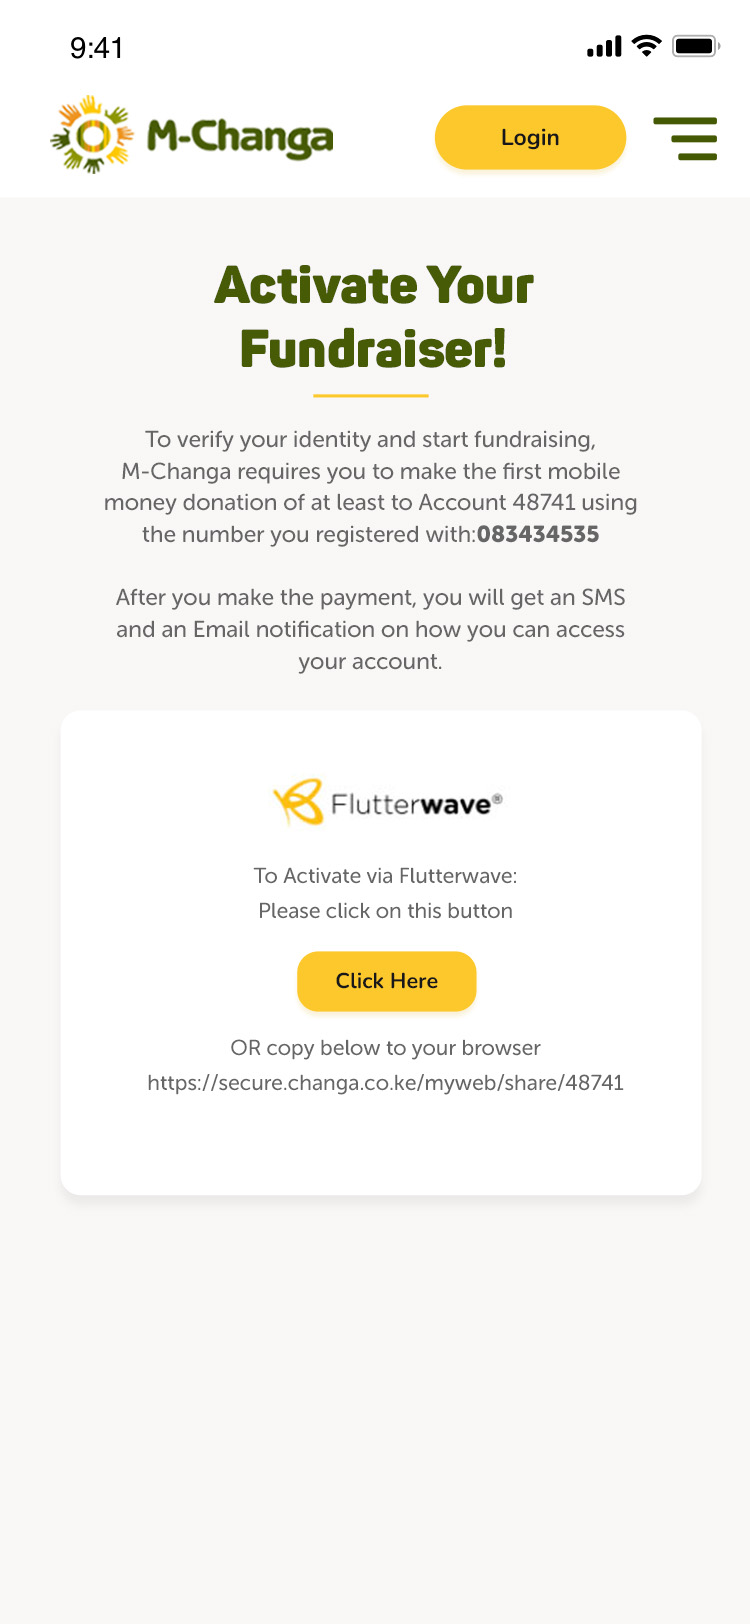 9:41
M-Changa
Login
Activate Your
Fundraiser!
To verify your identity and start fundraising,
M-Changa requires you to make the first mobile
money donation of at least to Account 48741 using
the number you registered with:083434535
After you make the payment, you will get an SMS
and an Email notification on how you can access
your account.
Flutterwave®
To Activate via Flutterwave:
Please click on this button
Click Here
OR copy below to your browser
https://secure.changa.co.ke/myweb/share/48741